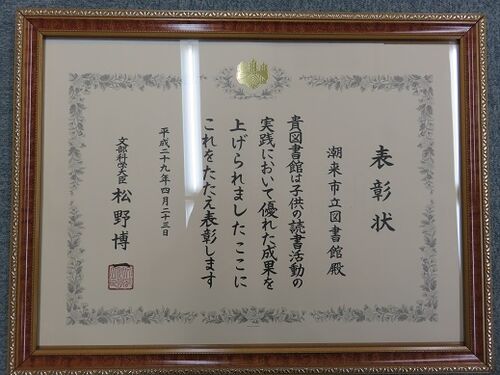 表彰状
潮来市立図書館殿
貴図書館は子供の読書活動の
実践において優れた成果を
上げられましたここに
これをたたえ表彰します
平成二十九年四月二十三日
文部科学大臣 松野博一